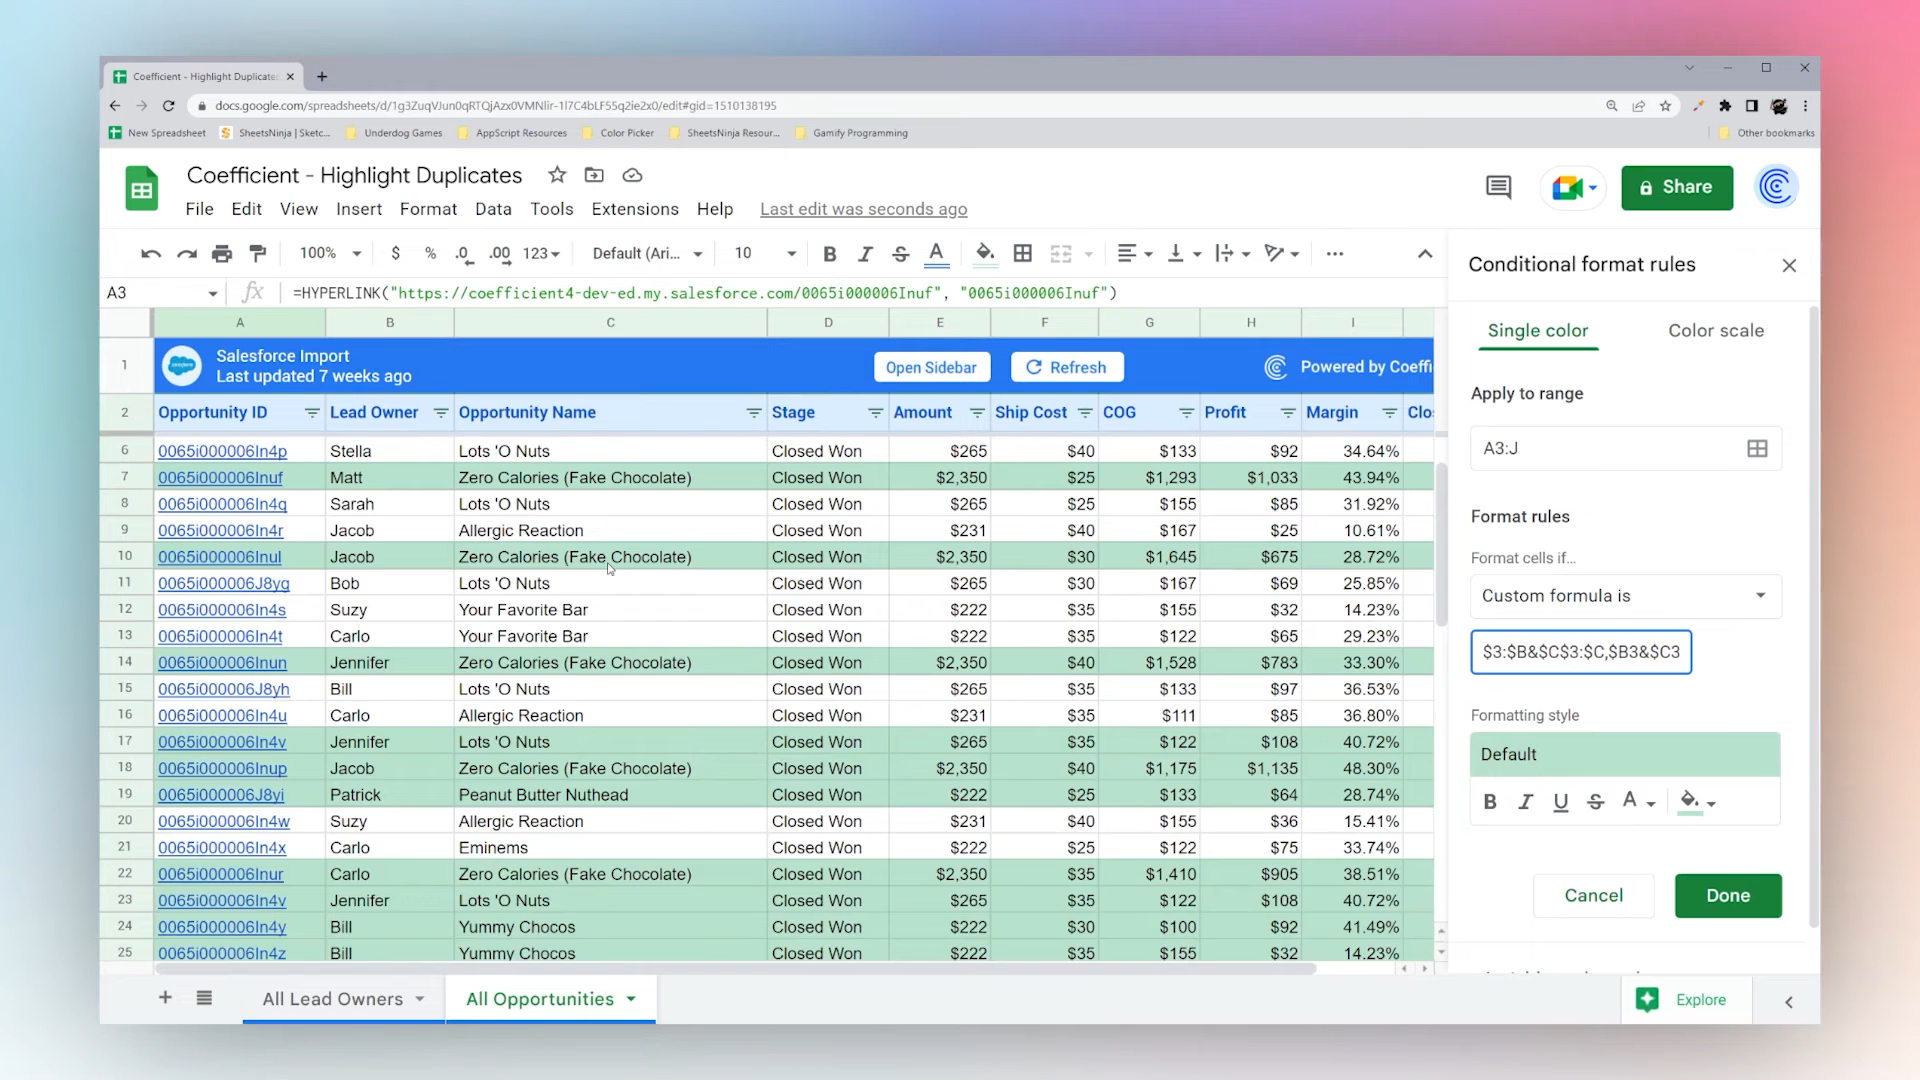 Coefficient - Highlight Duplicates
docs.google.com/spreadsheets/d/1g3ZuqVJun0qRTQjAzx0VMNlir-1l7C4bLF55q2ie2x0/edit#gid=1510138195
New Spreadsheet SheetsNinja | Sketc... Underdog Games AppScript Resources Color Picker SheetsNinja Resour... Gamify Programming Other bookmarks
Coefficient - Highlight Duplicates
File Edit View Insert Format Data Tools Extensions Help Last edit was seconds ago
Share
100% $ % .0 .00 123 Default (Ari... 10 B I S A ...
A3 fx =HYPERLINK("https://coefficient4-dev-ed.my.salesforce.com/0065i000006Inuf", "0065i000006Inuf")
A B C D E F G H I
1 Salesforce Import
Last updated 7 weeks ago
Open Sidebar Refresh Powered by Coeffi
2 Opportunity ID Lead Owner Opportunity Name Stage Amount Ship Cost COG Profit Margin Clo
6 0065i000006In4p Stella Lots 'O Nuts Closed Won $265 $40 $133 $92 34.64%
7 0065i000006Inuf Matt Zero Calories (Fake Chocolate) Closed Won $2,350 $25 $1,293 $1,033 43.94%
8 0065i000006In4q Sarah Lots 'O Nuts Closed Won $265 $25 $155 $85 31.92%
9 0065i000006In4r Jacob Allergic Reaction Closed Won $231 $40 $167 $25 10.61%
10 0065i000006Inul Jacob Zero Calories (Fake Chocolate) Closed Won $2,350 $30 $1,645 $675 28.72%
11 0065i000006J8yg Bob Lots 'O Nuts Closed Won $265 $30 $167 $69 25.85%
12 0065i000006In4s Suzy Your Favorite Bar Closed Won $222 $35 $155 $32 14.23%
13 0065i000006In4t Carlo Your Favorite Bar Closed Won $222 $35 $122 $65 29.23%
14 0065i000006Inun Jennifer Zero Calories (Fake Chocolate) Closed Won $2,350 $40 $1,528 $783 33.30%
15 0065i000006J8yh Bill Lots 'O Nuts Closed Won $265 $35 $133 $97 36.53%
16 0065i000006In4u Carlo Allergic Reaction Closed Won $231 $35 $111 $85 36.80%
17 0065i000006In4v Jennifer Lots 'O Nuts Closed Won $265 $35 $122 $108 40.72%
18 0065i000006Inup Jacob Zero Calories (Fake Chocolate) Closed Won $2,350 $40 $1,175 $1,135 48.30%
19 0065i000006J8yi Patrick Peanut Butter Nuthead Closed Won $222 $25 $133 $64 28.74%
20 0065i000006In4w Suzy Allergic Reaction Closed Won $231 $40 $155 $36 15.41%
21 0065i000006In4x Carlo Eminems Closed Won $222 $25 $122 $75 33.74%
22 0065i000006Inur Carlo Zero Calories (Fake Chocolate) Closed Won $2,350 $35 $1,410 $905 38.51%
23 0065i000006In4v Jennifer Lots 'O Nuts Closed Won $265 $35 $122 $108 40.72%
24 0065i000006In4y Bill Yummy Chocos Closed Won $222 $30 $100 $92 41.49%
25 0065i000006In4z Bill Yummy Chocos Closed Won $222 $35 $155 $32 14.23%
All Lead Owners All Opportunities Explore
Conditional format rules
Single color Color scale
Apply to range
A3:J
Format rules
Format cells if...
Custom formula is
$3:$B&$C$3:$C,$B3&$C3
Formatting style
Default
B I U S A
Cancel Done